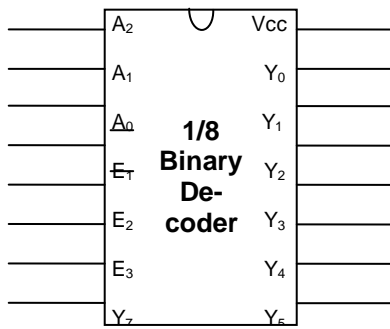 A₂
A₁
A₀
E₁
E₂
E₃
Y₇
1/8
Binary
De-
coder
Vcc
Y₀
Y₁
Y₂
Y₃
Y₄
Y₅